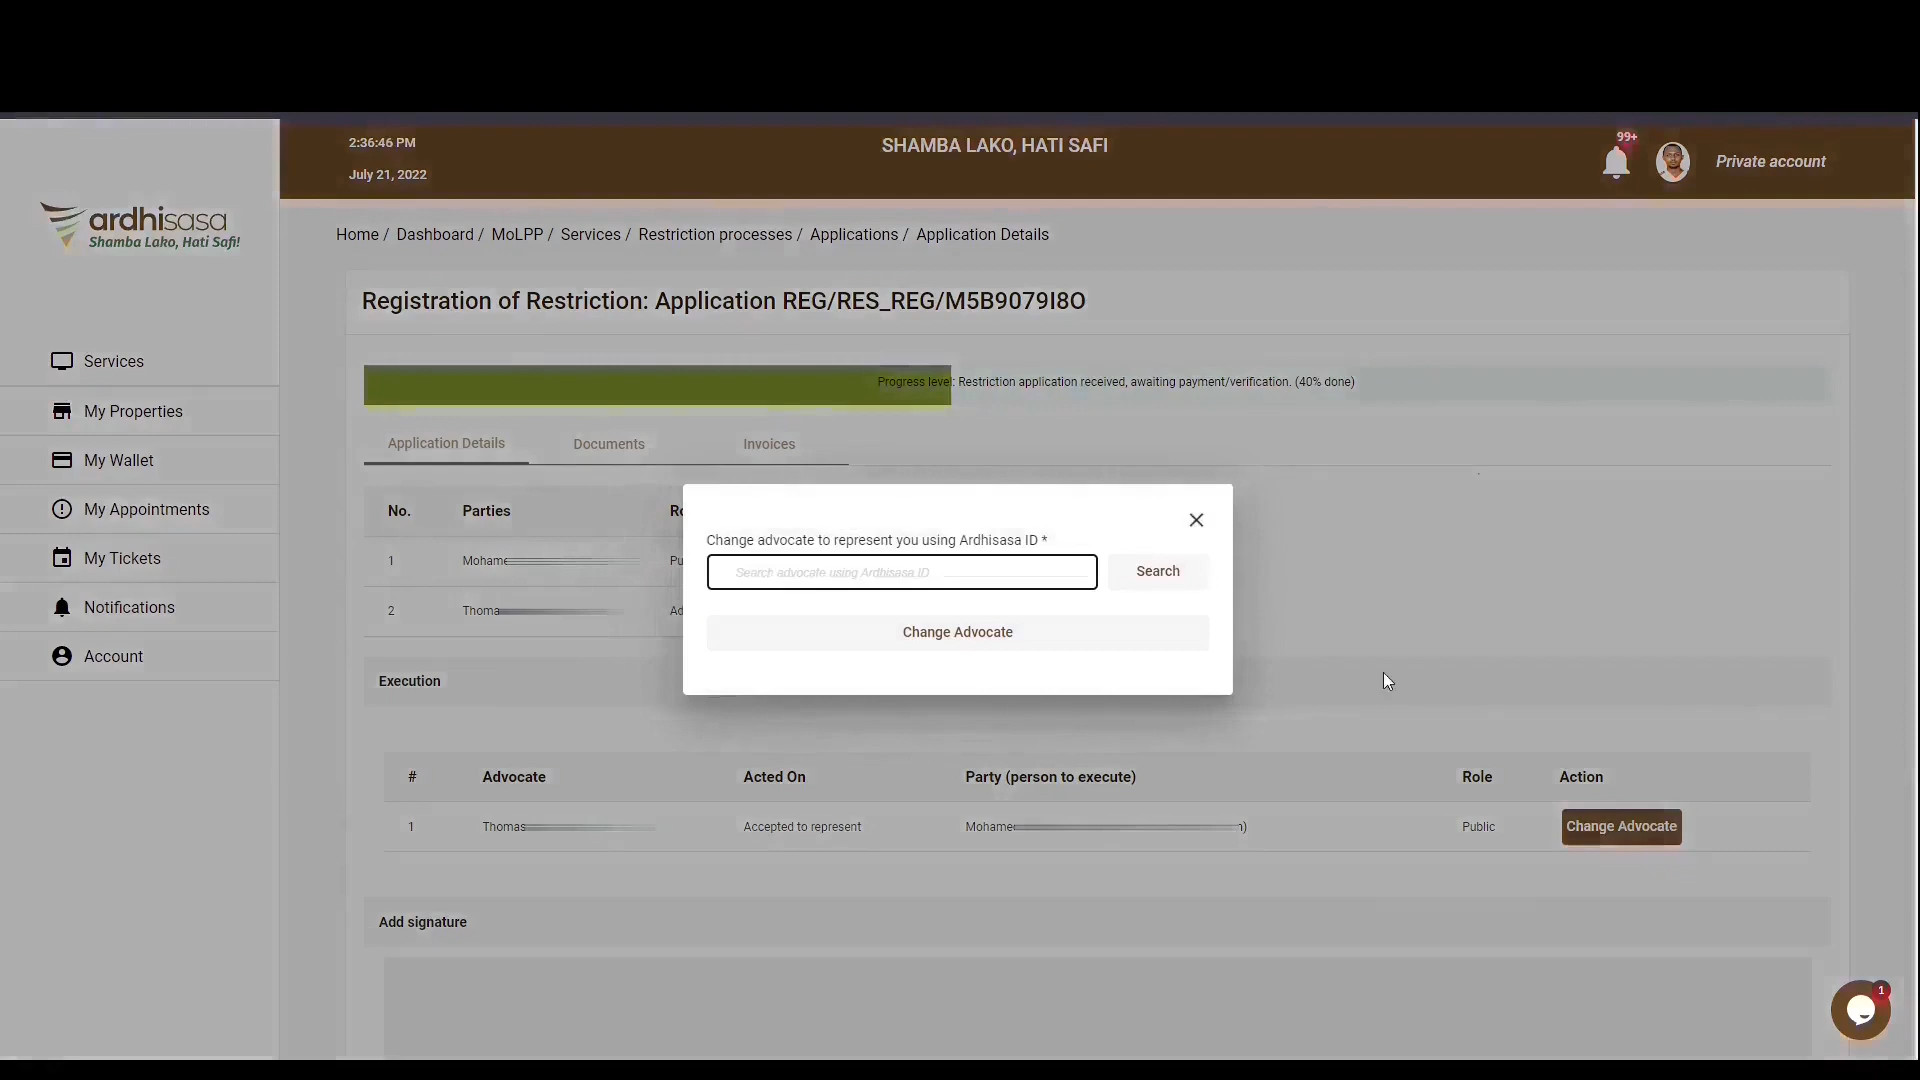 2:36:46 PM
SHAMBA LAKO, HATI SAFI
99+
Private account
July 21, 2022
ardhisasa
Shamba Lako, Hati Safi!
Home / Dashboard / MoLPP / Services / Restriction processes / Applications / Application Details
Registration of Restriction: Application REG/RES_REG/M5B9079I8O
Services
My Properties
My Wallet
My Appointments
My Tickets
Notifications
Account
Progress level: Restriction application received, awaiting payment/verification. (40% done)
Application Details
Documents
Invoices
No.
Parties
1
2
Change advocate to represent you using Ardhisasa ID *
Search advocate using Ardhisasa ID
Search
Change Advocate
Execution
#
Advocate
Acted On
Party (person to execute)
Role
Action
1
Thomas
Accepted to represent
Public
Change Advocate
Add signature
1